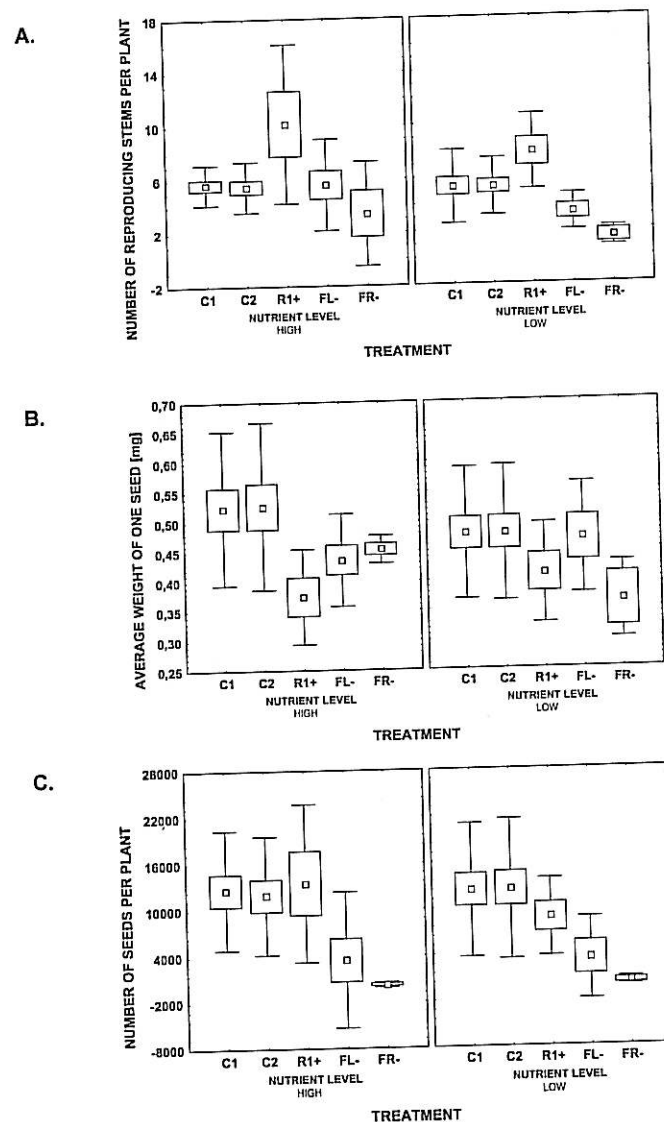 A.
NUMBER OF REPRODUCING STEMS PER PLANT
18
14
10
6
2
-2
C1 C2 R1+ FL- FR- C1 C2 R1+ FL- FR-
NUTRIENT LEVEL NUTRIENT LEVEL
HIGH LOW
TREATMENT
B.
AVERAGE WEIGHT OF ONE SEED [mg]
0,70
0,65
0,60
0,55
0,50
0,45
0,40
0,35
0,30
0,25
C1 C2 R1+ FL- FR- C1 C2 R1+ FL- FR-
NUTRIENT LEVEL NUTRIENT LEVEL
HIGH LOW
TREATMENT
C.
NUMBER OF SEEDS PER PLANT
28000
22000
16000
10000
4000
-2000
-8000
C1 C2 R1+ FL- FR- C1 C2 R1+ FL- FR-
NUTRIENT LEVEL NUTRIENT LEVEL
HIGH LOW
TREATMENT